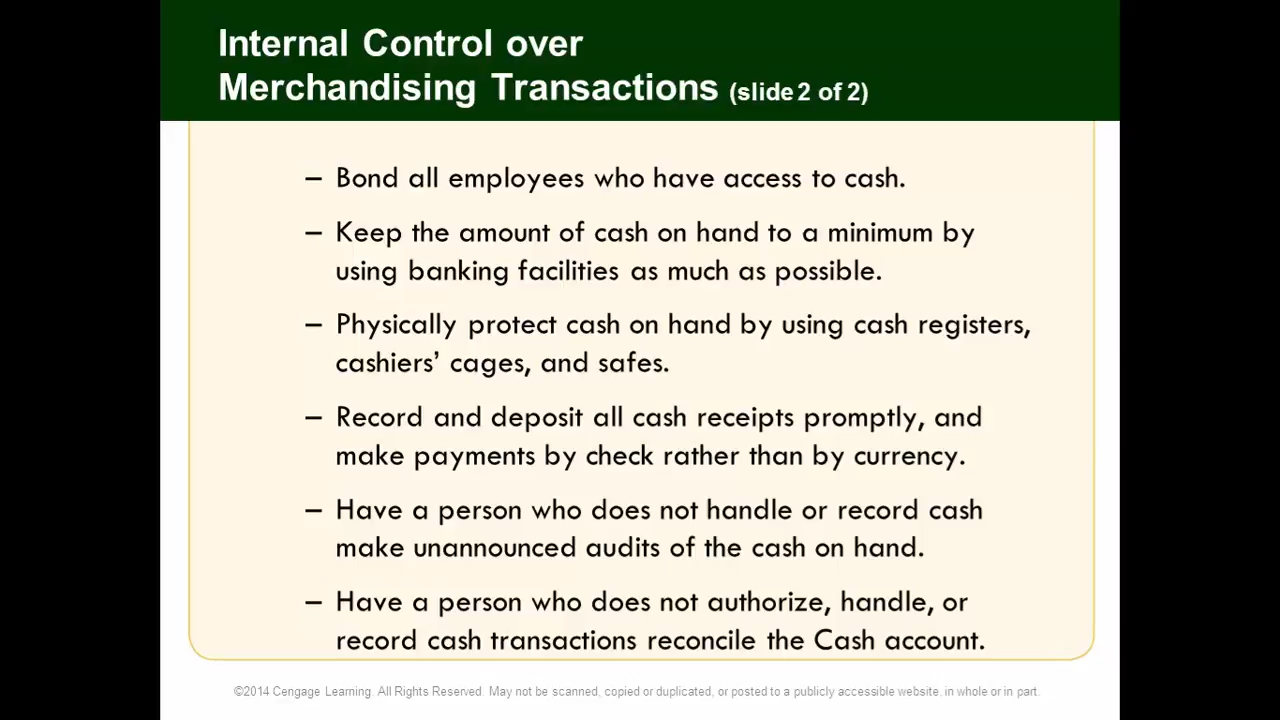 Internal Control over
Merchandising Transactions (slide 2 of 2)
– Bond all employees who have access to cash.
– Keep the amount of cash on hand to a minimum by
using banking facilities as much as possible.
– Physically protect cash on hand by using cash registers,
cashiers’ cages, and safes.
– Record and deposit all cash receipts promptly, and
make payments by check rather than by currency.
– Have a person who does not handle or record cash
make unannounced audits of the cash on hand.
– Have a person who does not authorize, handle, or
record cash transactions reconcile the Cash account.
©2014 Cengage Learning. All Rights Reserved. May not be scanned, copied or duplicated, or posted to a publicly accessible website, in whole or in part.